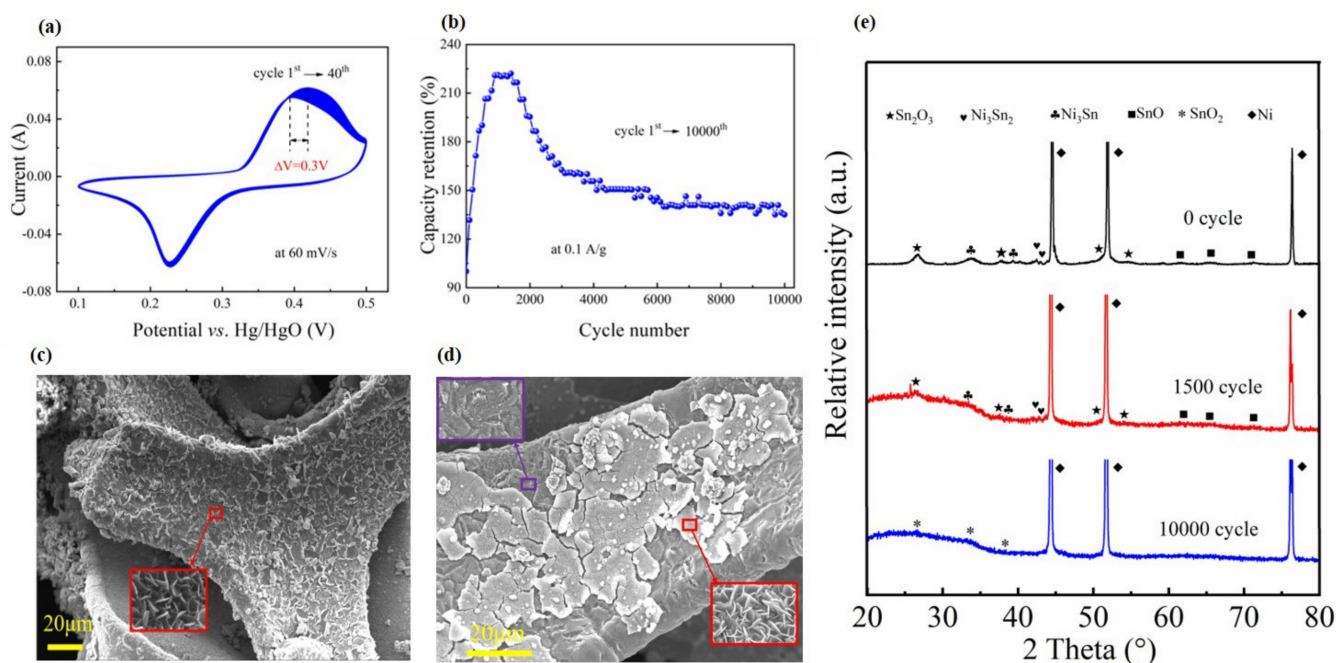 (a)
0.08
0.04
0.00
-0.04
-0.08
Current (A)
cycle 1st → 40th
ΔV=0.3V
at 60 mV/s
0.1 0.2 0.3 0.4 0.5
Potential vs. Hg/HgO (V)
(b)
240
210
180
150
120
90
Capacity retention (%)
cycle 1st → 10000th
at 0.1 A/g
0 2000 4000 6000 8000 10000
Cycle number
(c)
20μm
(d)
20μm
(e)
Relative intensity (a.u.)
★Sn2O3 ♥Ni3Sn2 ♣Ni3Sn ■SnO *SnO2 ◆Ni
0 cycle
1500 cycle
10000 cycle
20 30 40 50 60 70 80
2 Theta (°)